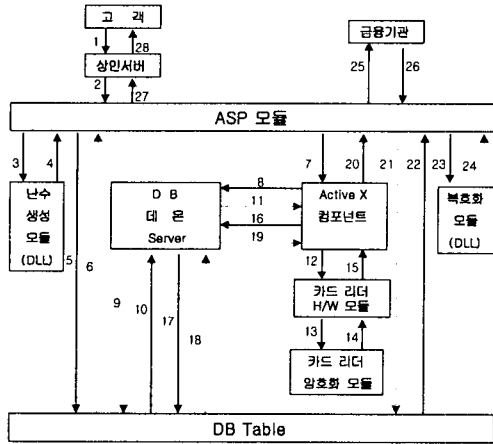 고 객
금융기관
1
28
25
26
상인서버
2
27
ASP 모듈
3
4
7
20
21
22
23
24
난수
생성
모듈
(DLL)
5
6
D B
데 몬
Server
8
11
16
19
Active X
컴포넌트
복호화
모듈
(DLL)
12
15
카드 리더
H/W 모듈
9
10
17
18
13
14
카드 리더
암호화 모듈
DB Table